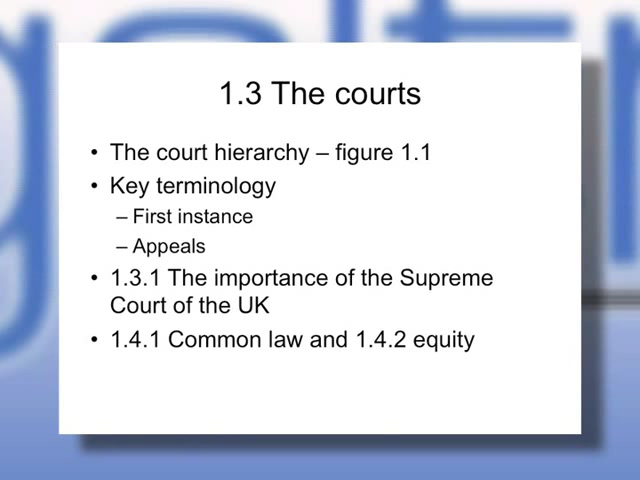 1.3 The courts
• The court hierarchy – figure 1.1
• Key terminology
– First instance
– Appeals
• 1.3.1 The importance of the Supreme
Court of the UK
• 1.4.1 Common law and 1.4.2 equity